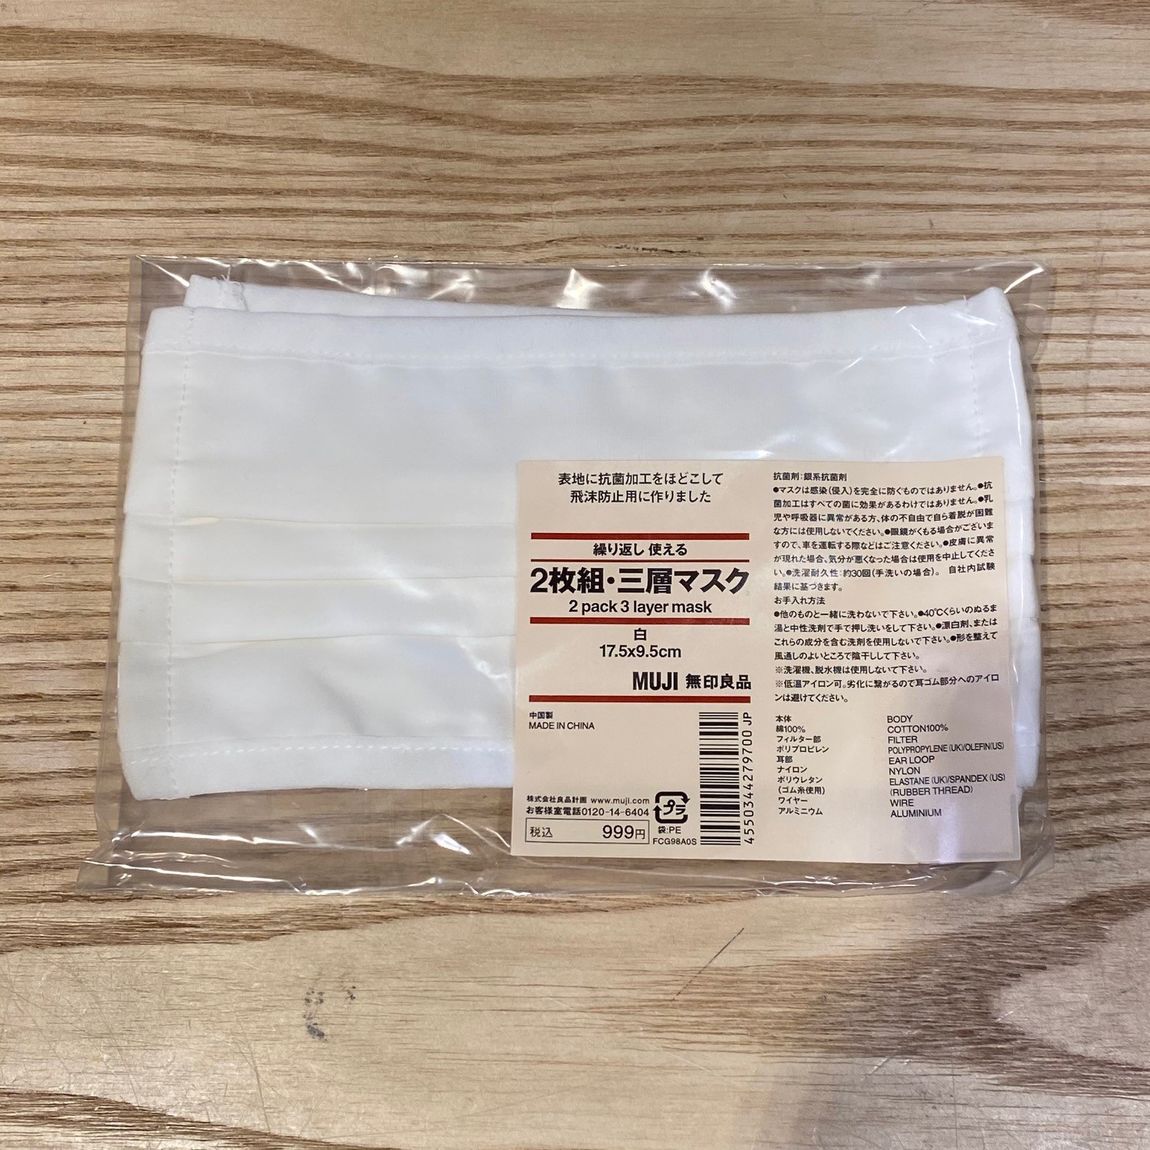 表地に抗菌加工をほどこして
飛沫防止用に作りました
繰り返し 使える
2枚組・三層マスク
2 pack 3 layer mask
白
17.5x9.5cm
MUJI 無印良品
中国製
MADE IN CHINA
株式会社良品計画 www.muji.com
お客様室電話0120-14-6404
税込 999円
プラ
袋:PE
FCG98A0S
4550344279700 JP
抗菌剤:銀系抗菌剤
●マスクは感染(侵入)を完全に防ぐものではありません。●抗
菌加工はすべての菌に効果があるわけではありません。●乳
児や呼吸器に異常がある方、体の不自由で自ら着脱が困難
な方には使用しないでください。●眼鏡がくもる場合がございま
すので、車を運転する際などはご注意ください。●皮膚に異常
が現れた場合、気分が悪くなった場合は使用を中止してくださ
い。●洗濯耐久性:約30回(手洗いの場合)。 自社内試験
結果に基づきます。
お手入れ方法
●他のものと一緒に洗わないで下さい。●40℃くらいのぬるま
湯と中性洗剤で手で押し洗いをして下さい。●漂白剤、または
これらの成分を含む洗剤を使用しないで下さい。●形を整えて
風通しのよいところで陰干しして下さい。
※洗濯機、脱水機は使用しないで下さい。
※低温アイロン可。劣化に繋がるので耳ゴム部分へのアイロ
ンは避けてください。
本体
綿100%
フィルター部
ポリプロピレン
耳部
ナイロン
ポリウレタン
(ゴム糸使用)
ワイヤー
アルミニウム
BODY
COTTON100%
FILTER
POLYPROPYLENE (UK)/OLEFIN(US)
EAR LOOP
NYLON
ELASTANE (UK)/SPANDEX (US)
(RUBBER THREAD)
WIRE
ALUMINIUM